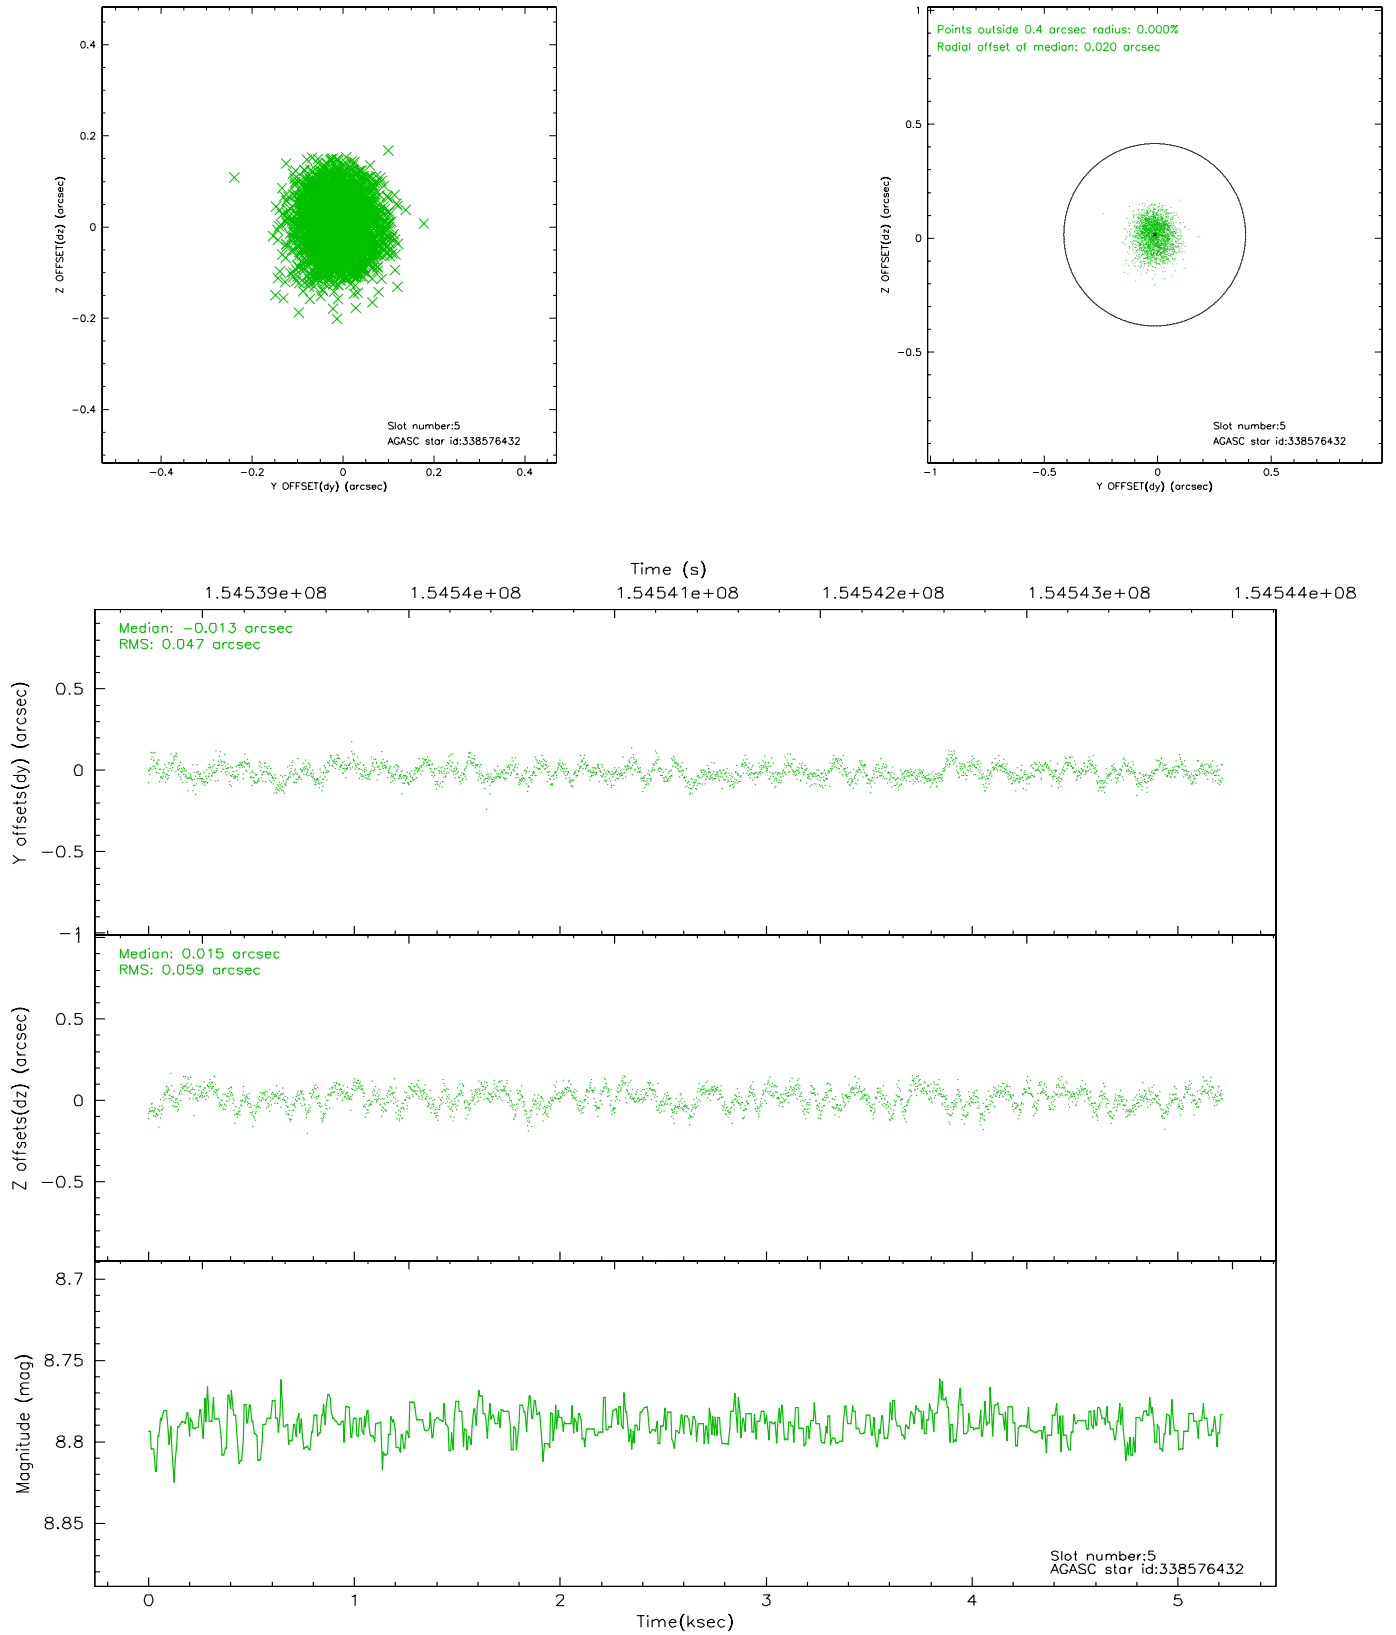 0.4
0.2
0
−0.2
−0.4
Z OFFSET(dz) (arcsec)
Slot number:5
AGASC star id:338576432
−0.4 −0.2 0 0.2 0.4
Y OFFSET(dy) (arcsec)
Points outside 0.4 arcsec radius: 0.000%
Radial offset of median: 0.020 arcsec
1
0.5
0
−0.5
Z OFFSET(dz) (arcsec)
Slot number:5
AGASC star id:338576432
−1 −0.5 0 0.5
Y OFFSET(dy) (arcsec)
Time (s)
1.54539e+08 1.5454e+08 1.54541e+08 1.54542e+08 1.54543e+08 1.54544e+08
Median: −0.013 arcsec
RMS: 0.047 arcsec
0.5
0
−0.5
−1
Y offsets(dy) (arcsec)
Median: 0.015 arcsec
RMS: 0.059 arcsec
1
0.5
0
−0.5
Z offsets(dz) (arcsec)
8.7
8.75
8.8
8.85
Magnitude (mag)
Slot number:5
AGASC star id:338576432
0 1 2 3 4 5
Time(ksec)